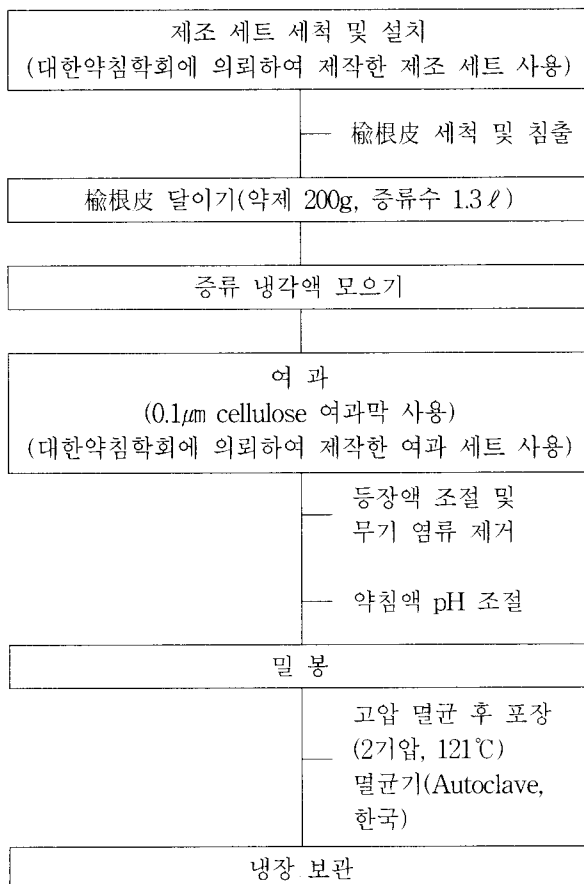 제조 세트 세척 및 설치
(대한약침학회에 의뢰하여 제작한 제조 세트 사용)
楡根皮 세척 및 침출
楡根皮 달이기(약제 200g, 증류수 1.3ℓ)
증류 냉각액 모으기
여 과
(0.1㎛ cellulose 여과막 사용)
(대한약침학회에 의뢰하여 제작한 여과 세트 사용)
등장액 조절 및
무기 염류 제거
약침액 pH 조절
밀 봉
고압 멸균 후 포장
(2기압, 121℃)
멸균기(Autoclave,
한국)
냉장 보관